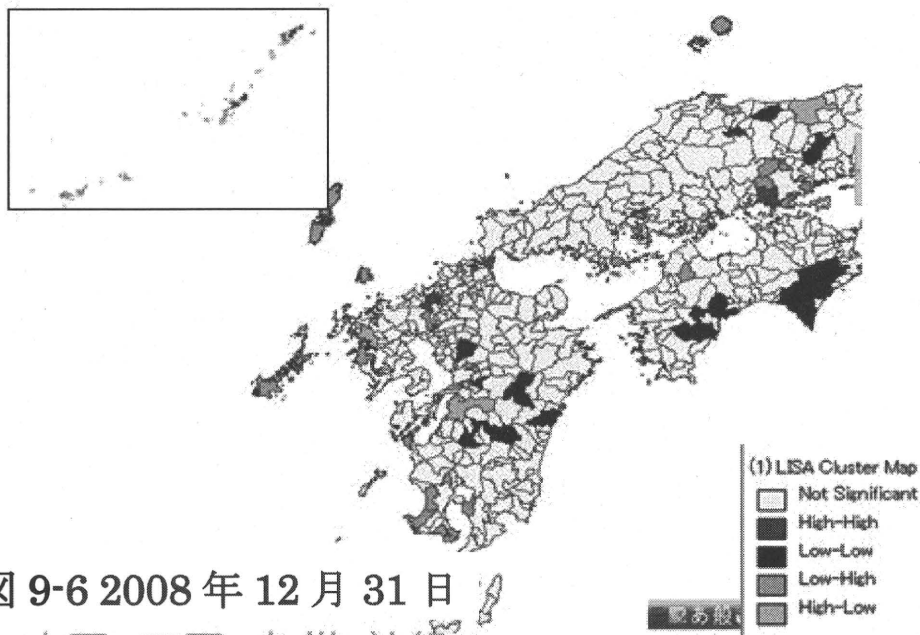 (1) LISA Cluster Map
Not Significant
High-High
Low-Low
Low-High
High-Low
図 9-6 2008 年 12 月 31 日